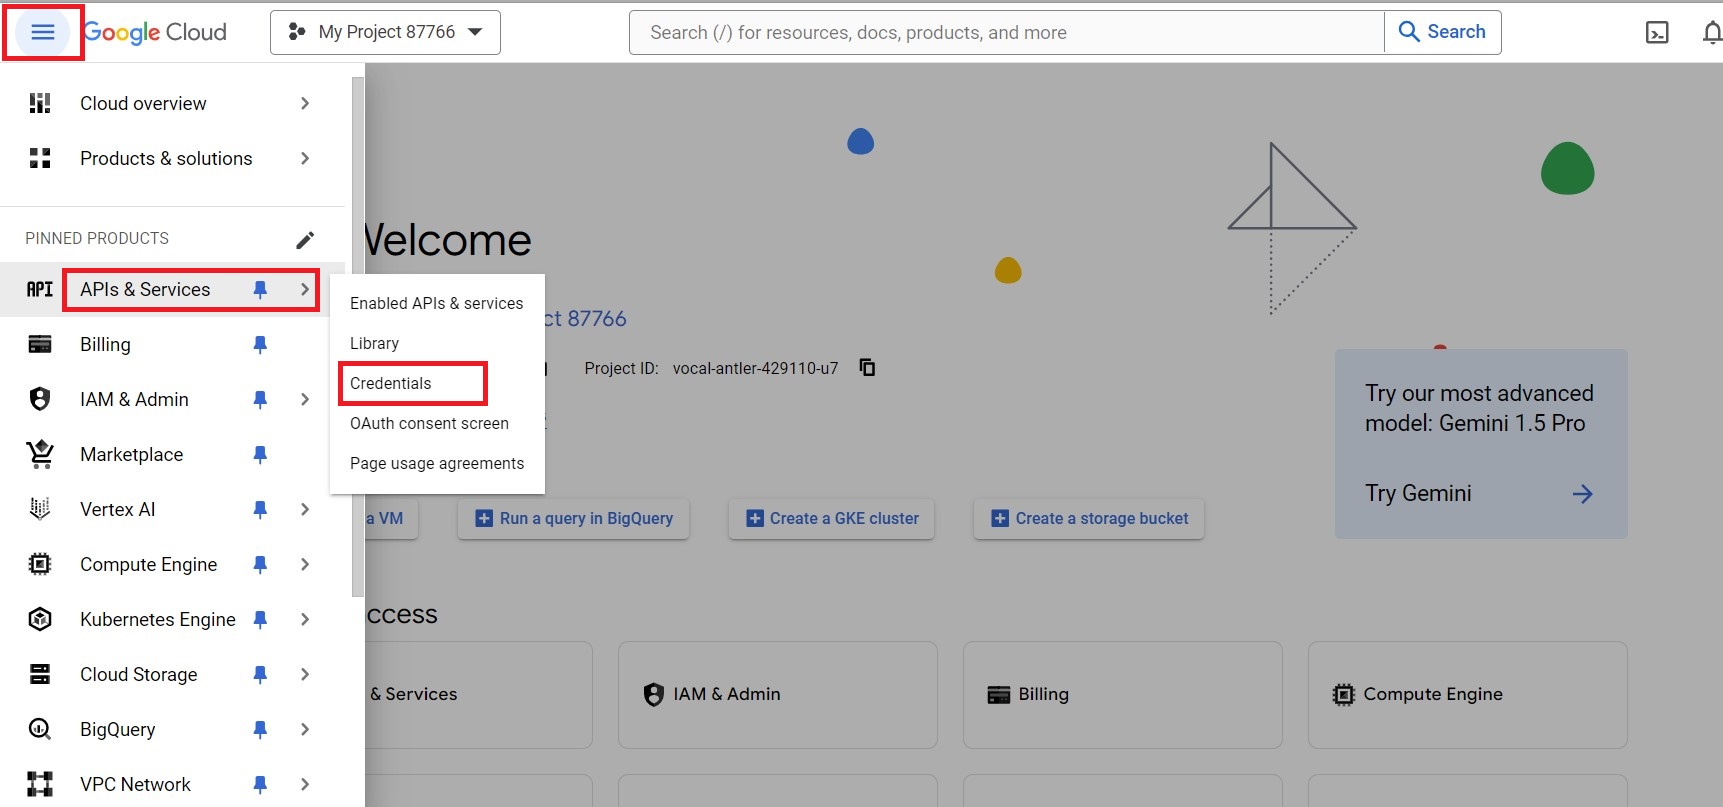 Google Cloud
My Project 87766
Search (/) for resources, docs, products, and more
Search
Cloud overview
Products & solutions
PINNED PRODUCTS
API APIs & Services
Billing
IAM & Admin
Marketplace
Vertex AI
Compute Engine
Kubernetes Engine
Cloud Storage
BigQuery
VPC Network
Enabled APIs & services
Library
Credentials
OAuth consent screen
Page usage agreements
Welcome
ct 87766
Project ID: vocal-antler-429110-u7
a VM
Run a query in BigQuery
Create a GKE cluster
Create a storage bucket
Try our most advanced
model: Gemini 1.5 Pro
Try Gemini
ccess
& Services
IAM & Admin
Billing
Compute Engine